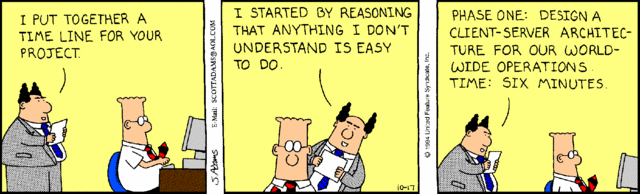 I PUT TOGETHER A
TIME LINE FOR YOUR
PROJECT.
S. Adams
E-Mail: SCOTTADAMS@AOL.COM
I STARTED BY REASONING
THAT ANYTHING I DON'T
UNDERSTAND IS EASY
TO DO.
10-17
© 1994 United Feature Syndicate, Inc.
PHASE ONE: DESIGN A
CLIENT-SERVER ARCHITEC-
TURE FOR OUR WORLD-
WIDE OPERATIONS.
TIME: SIX MINUTES.